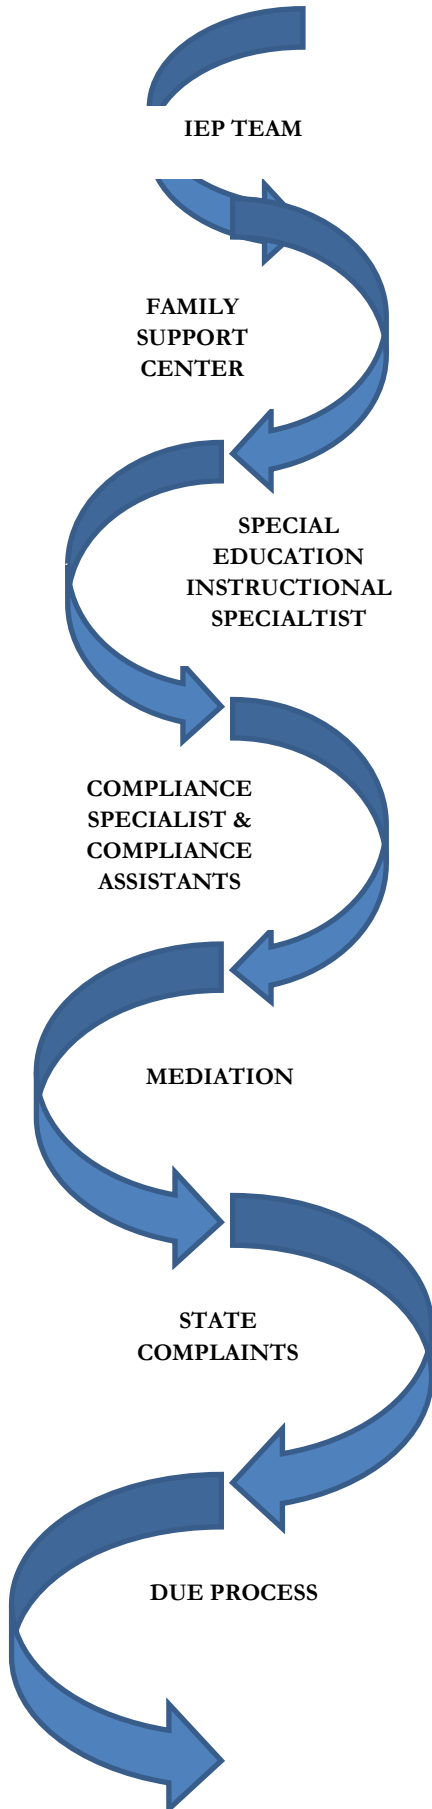 IEP TEAM
FAMILY
SUPPORT
CENTER
SPECIAL
EDUCATION
INSTRUCTIONAL
SPECIALTIST
COMPLIANCE
SPECIALIST &
COMPLIANCE
ASSISTANTS
MEDIATION
STATE
COMPLAINTS
DUE PROCESS